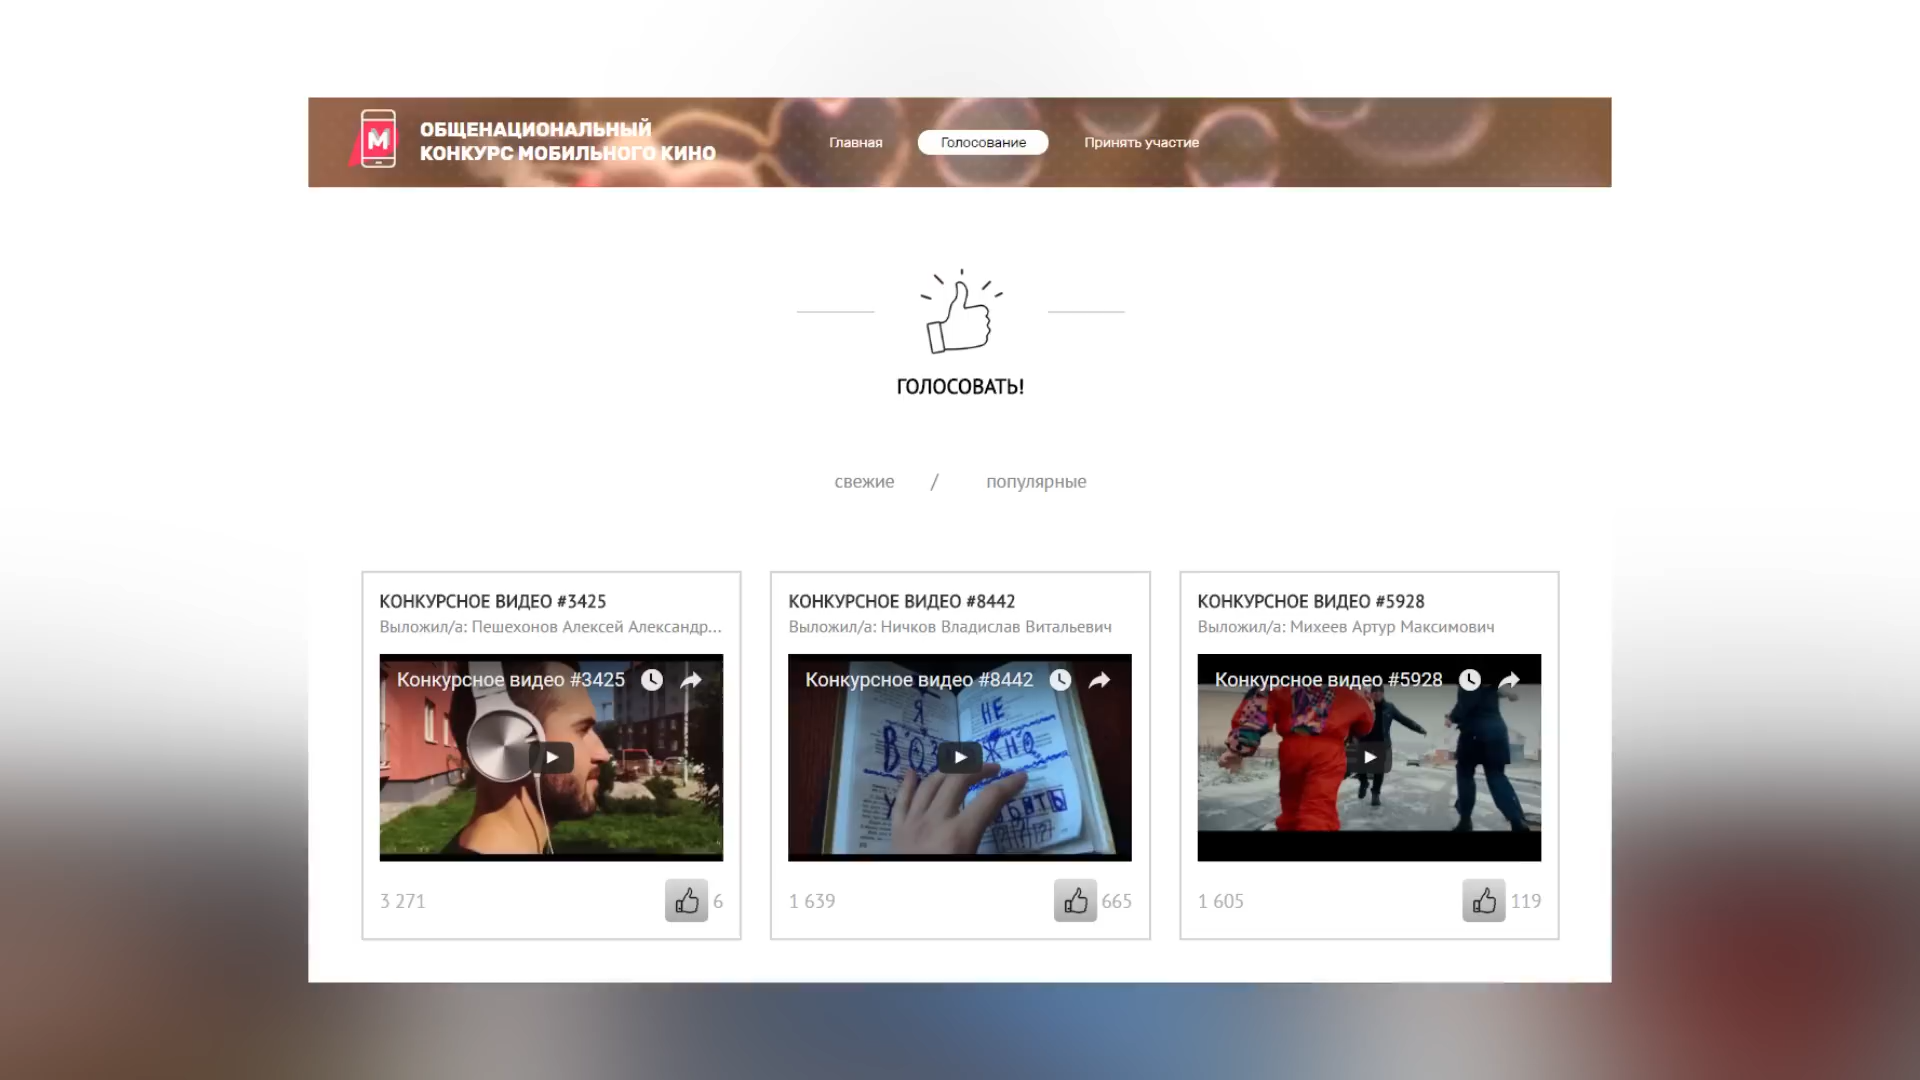 М
ОБЩЕНАЦИОНАЛЬНЫЙ
КОНКУРС МОБИЛЬНОГО КИНО
Главная
Голосование
Принять участие
ГОЛОСОВАТЬ!
свежие / популярные
КОНКУРСНОЕ ВИДЕО #3425
Выложил/а: Пешехонов Алексей Александр...
Конкурсное видео #3425
3 271
6
КОНКУРСНОЕ ВИДЕО #8442
Выложил/а: Ничков Владислав Витальевич
Конкурсное видео #8442
Я НЕ
1 639
665
КОНКУРСНОЕ ВИДЕО #5928
Выложил/а: Михеев Артур Максимович
Конкурсное видео #5928
1 605
119